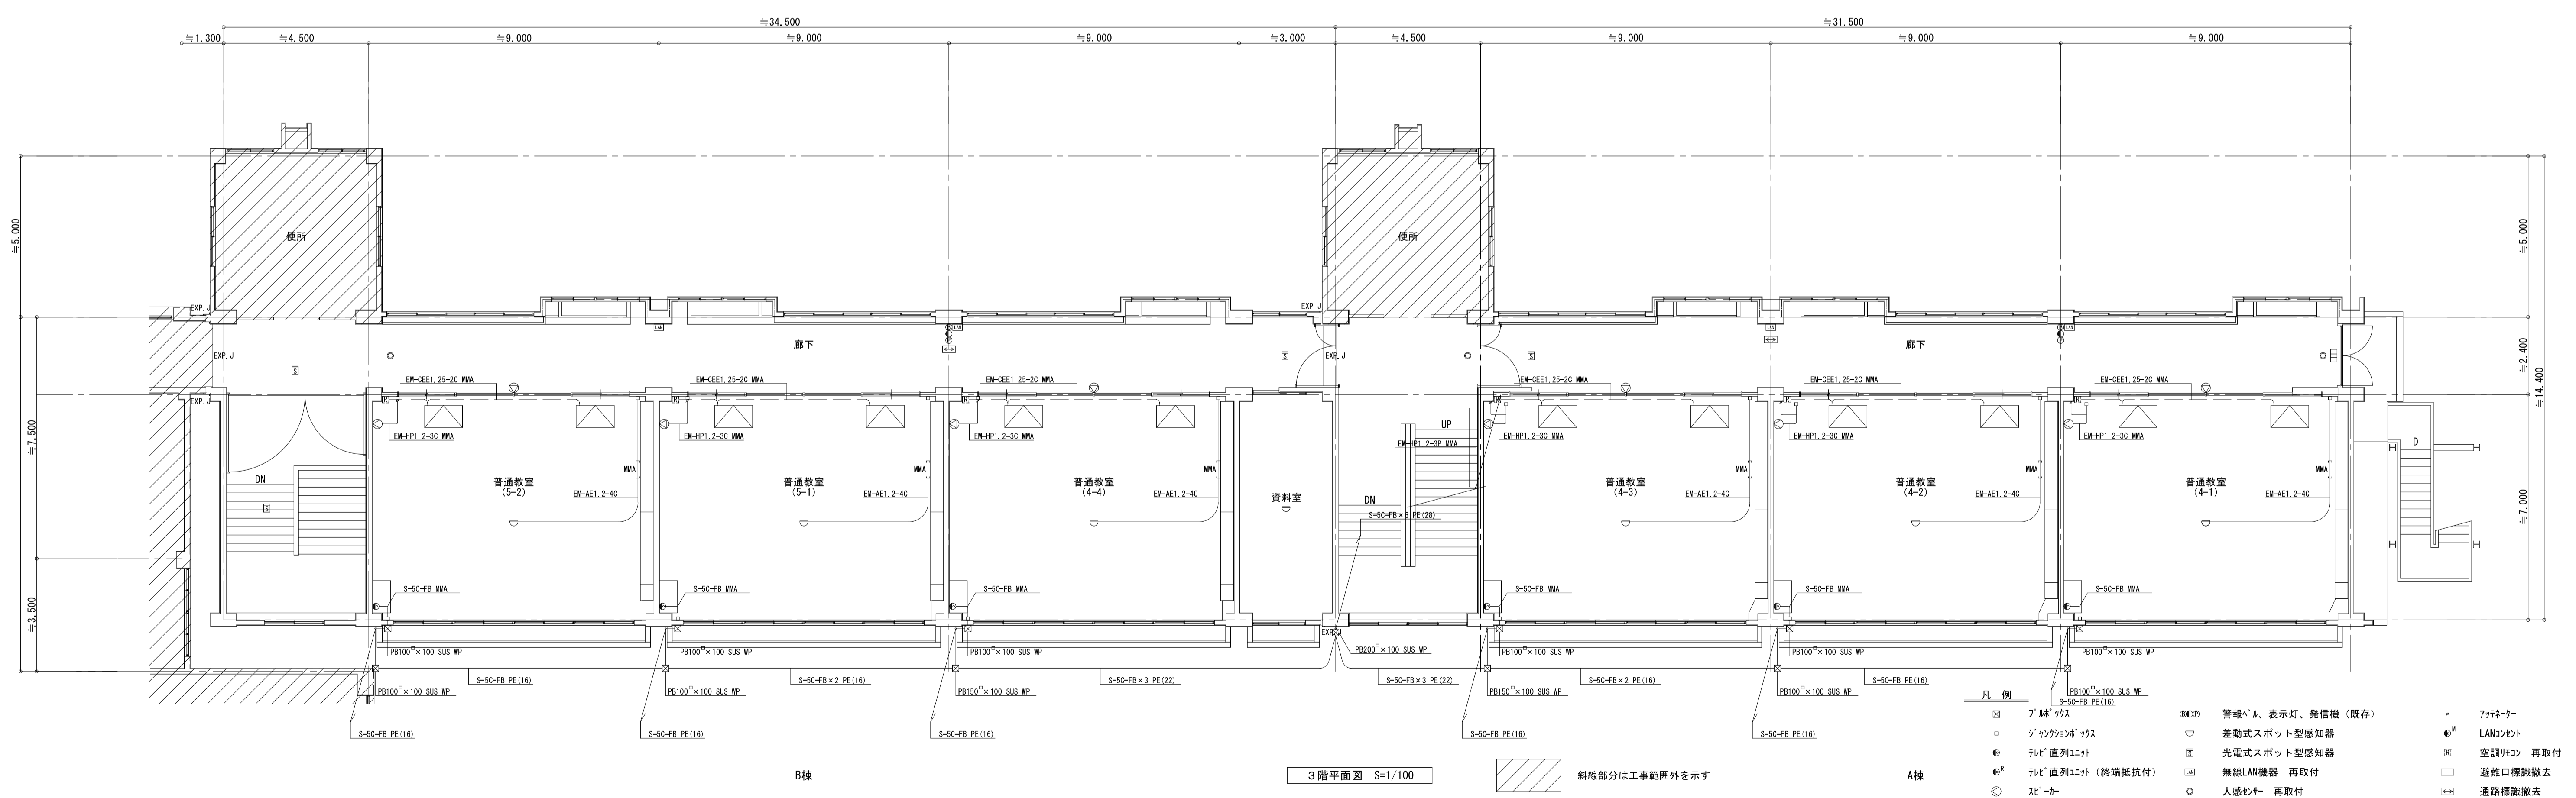 ≒34.500 ≒31.500
≒1.300 ≒4.500 ≒9.000 ≒9.000 ≒9.000 ≒3.000 ≒4.500 ≒9.000 ≒9.000 ≒9.000
≒5.000 便所 便所 ≒5.000
EXP.J EXP.J
LAN LAN LAN LAN
EXP.J 廊下 EXP.J 廊下 ≒2.400
S S S
≒14.400
EM-CEE1.25-2C MMA EM-CEE1.25-2C MMA EM-CEE1.25-2C MMA EM-CEE1.25-2C MMA EM-CEE1.25-2C MMA EM-CEE1.25-2C MMA
EXP.J
R R R R R R
UP
EM-HP1.2-3C MMA EM-HP1.2-3C MMA EM-HP1.2-3C MMA EM-HP1.2-3P MMA EM-HP1.2-3C MMA EM-HP1.2-3C MMA EM-HP1.2-3C MMA
≒7.500 D
MMA MMA MMA MMA MMA
DN 普通教室 普通教室 普通教室 普通教室 普通教室 普通教室
(5-2) (5-1) (4-4) (4-3) (4-2) (4-1)
EM-AE1.2-4C EM-AE1.2-4C EM-AE1.2-4C 資料室 DN EM-AE1.2-4C EM-AE1.2-4C EM-AE1.2-4C
S S-5C-FB×6 PE(28) ≒7.000
≒3.500 S-5C-FB MMA S-5C-FB MMA S-5C-FB MMA S-5C-FB MMA S-5C-FB MMA S-5C-FB MMA
EXP.J
PB100□×100 SUS WP PB100□×100 SUS WP PB100□×100 SUS WP PB200□×100 SUS WP PB100□×100 SUS WP PB100□×100 SUS WP PB100□×100 SUS WP
S-5C-FB PE(16) S-5C-FB×2 PE(16) S-5C-FB×3 PE(22) S-5C-FB×3 PE(22) S-5C-FB×2 PE(16) S-5C-FB PE(16)
PB100□×100 SUS WP PB100□×100 SUS WP PB150□×100 SUS WP PB150□×100 SUS WP PB100□×100 SUS WP PB100□×100 SUS WP
S-5C-FB PE(16)
S-5C-FB PE(16) S-5C-FB PE(16) S-5C-FB PE(16) S-5C-FB PE(16) S-5C-FB PE(16)
凡 例
プルボックス
ジャンクションボックス
テレビ直列ユニット
R テレビ直列ユニット（終端抵抗付）
スピーカー
BP 警報ベル、表示灯、発信機（既存）
差動式スポット型感知器
S 光電式スポット型感知器
LAN 無線LAN機器 再取付
人感センサー 再取付
アッテネーター
M LANコンセント
R 空調リモコン 再取付
避難口標識撤去
通路標識撤去
B棟 3階平面図 S=1/100 斜線部分は工事範囲外を示す A棟